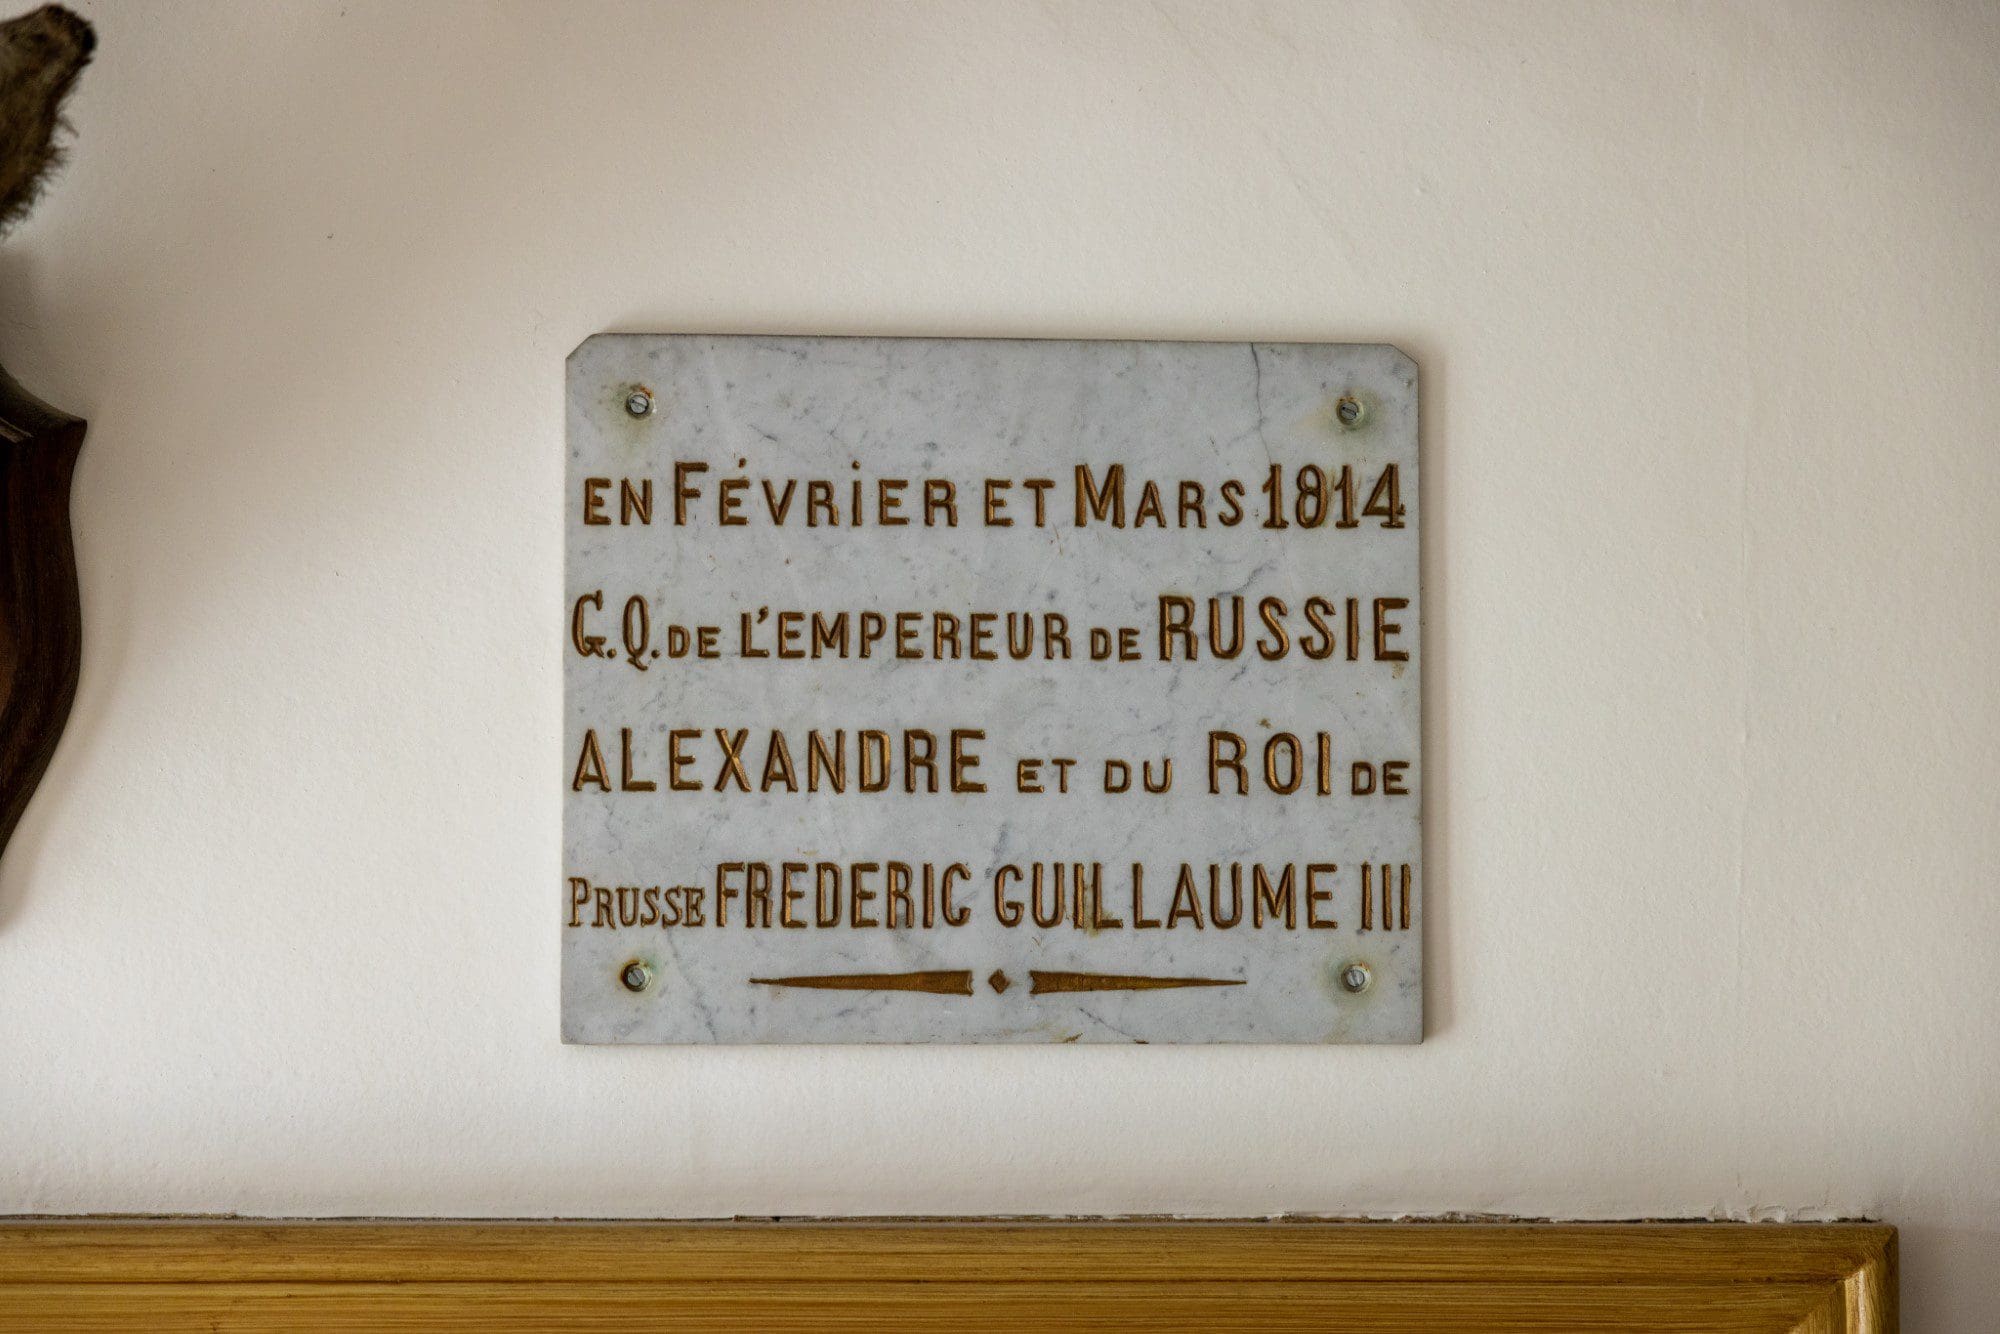 EN FÉVRIER ET MARS 1814
G.Q. DE L'EMPEREUR DE RUSSIE
ALEXANDRE ET DU ROI DE
PRUSSE FREDERIC GUILLAUME III